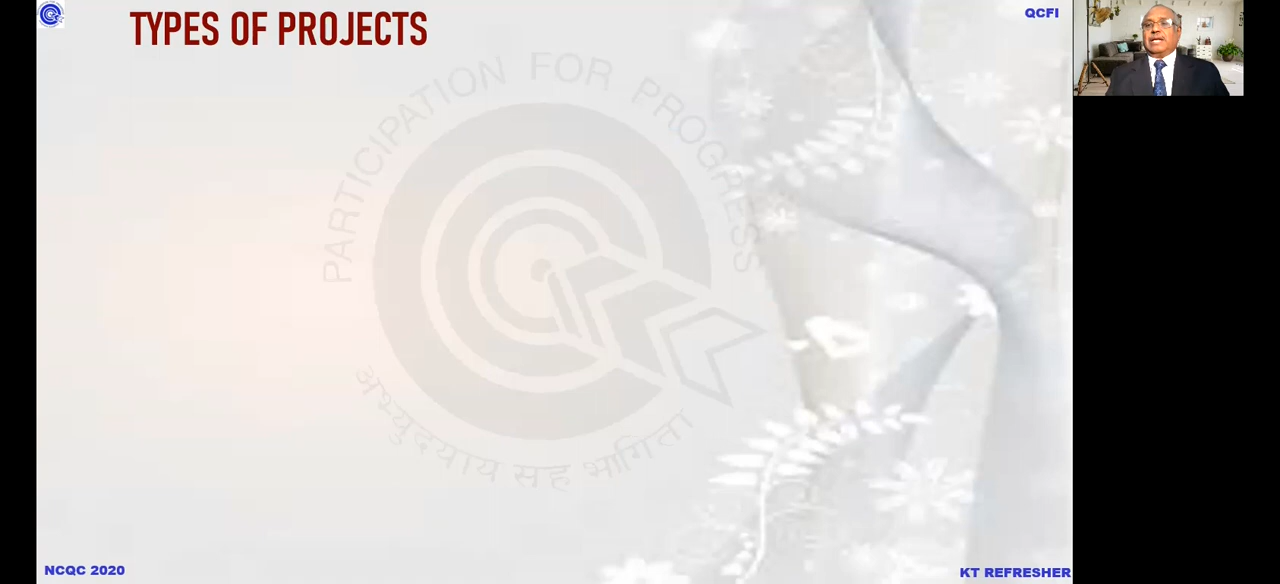 TYPES OF PROJECTS
QCFI
PARTICIPATION FOR PROGRESS
अभ्युदयाय सह भागिता
NCQC 2020
KT REFRESHER